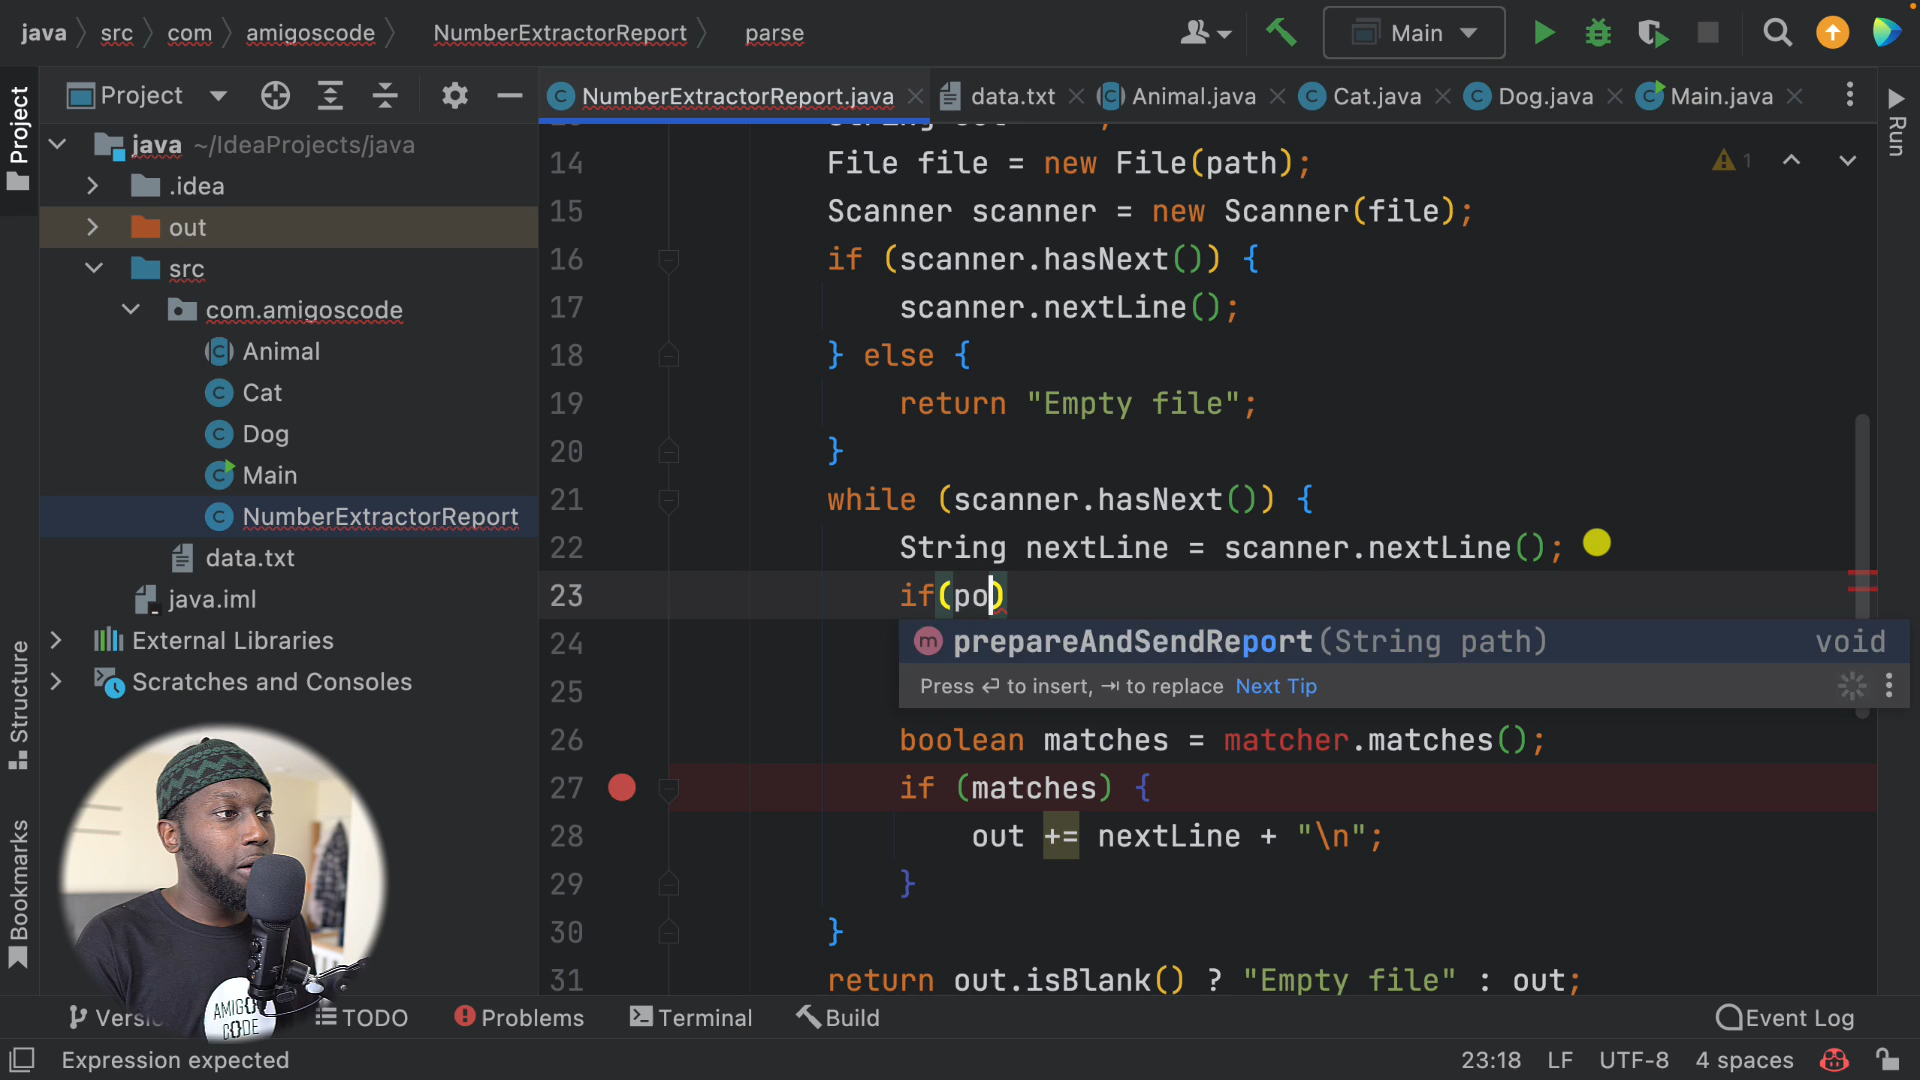 java
src
com
amigoscode
NumberExtractorReport
parse
Main
Project
Project
NumberExtractorReport.java
data.txt
Animal.java
Cat.java
Dog.java
Main.java
Run
java ~/IdeaProjects/java
.idea
out
src
com.amigoscode
Animal
Cat
Dog
Main
NumberExtractorReport
data.txt
java.iml
External Libraries
Scratches and Consoles
Structure
Bookmarks
1
14 File file = new File(path);
15 Scanner scanner = new Scanner(file);
16 if (scanner.hasNext()) {
17 scanner.nextLine();
18 } else {
19 return "Empty file";
20 }
21 while (scanner.hasNext()) {
22 String nextLine = scanner.nextLine();
23 if(po)
24
25
prepareAndSendReport(String path) void
Press ↩ to insert, ⇥ to replace Next Tip
26 boolean matches = matcher.matches();
27 if (matches) {
28 out += nextLine + "\n";
29 }
30 }
31 return out.isBlank() ? "Empty file" : out;
AMIGO
CODE
TODO
Problems
Terminal
Build
Event Log
Expression expected
23:18
LF
UTF-8
4 spaces